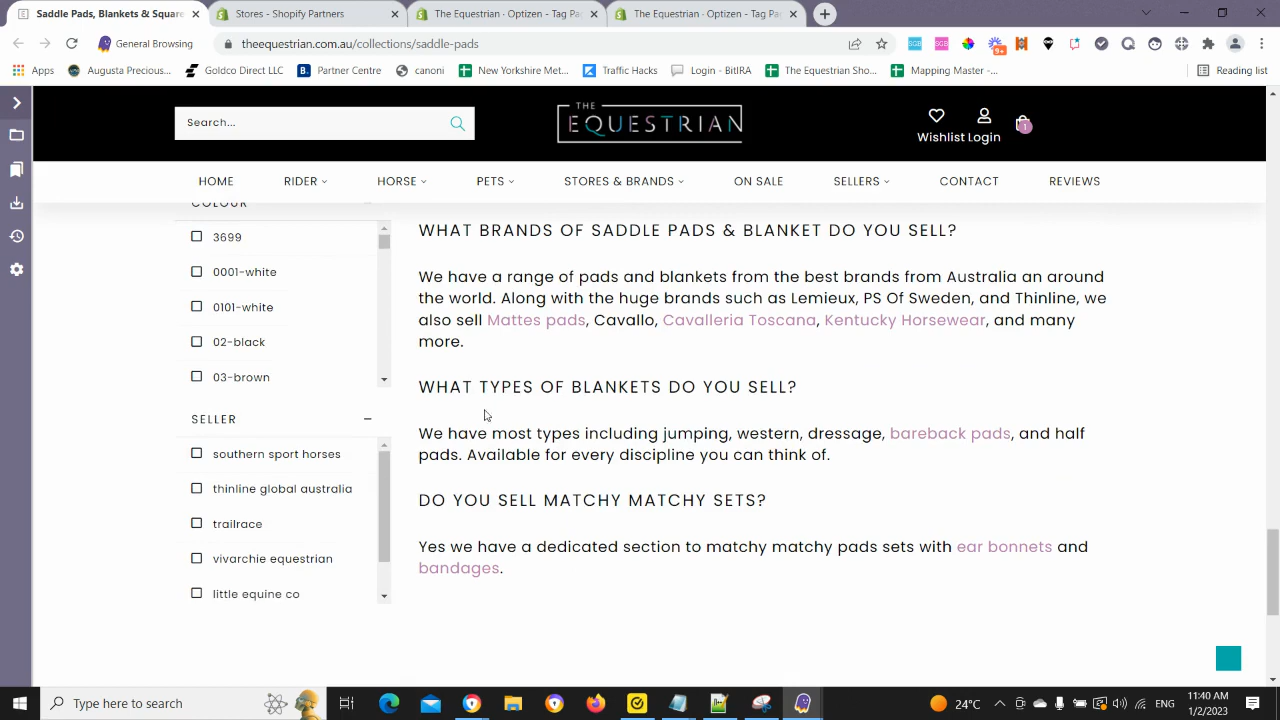 Saddle Pads, Blankets & Square
Stores - Shopify Partners
The Equestrian - Optizen - Tag Pa
The Equestrian - Optizen - Tag Pa
General Browsing
theequestrian.com.au/collections/saddle-pads
SGB
SGB
9+
Apps
Augusta Precious...
Goldco Direct LLC
Partner Centre
canoni
New Yorkshire Met...
Traffic Hacks
Login - BitIRA
The Equestrian Sho...
Mapping Master -...
Reading list
Search...
THE
EQUESTRIAN
Wishlist Login
1
HOME
RIDER
HORSE
PETS
STORES & BRANDS
ON SALE
SELLERS
CONTACT
REVIEWS
COLOUR
3699
0001-white
0101-white
02-black
03-brown
SELLER
southern sport horses
thinline global australia
trailrace
vivarchie equestrian
little equine co
WHAT BRANDS OF SADDLE PADS & BLANKET DO YOU SELL?
We have a range of pads and blankets from the best brands from Australia an around
the world. Along with the huge brands such as Lemieux, PS Of Sweden, and Thinline, we
also sell Mattes pads, Cavallo, Cavalleria Toscana, Kentucky Horsewear, and many
more.
WHAT TYPES OF BLANKETS DO YOU SELL?
We have most types including jumping, western, dressage, bareback pads, and half
pads. Available for every discipline you can think of.
DO YOU SELL MATCHY MATCHY SETS?
Yes we have a dedicated section to matchy matchy pads sets with ear bonnets and
bandages.
Type here to search
24°C
ENG
11:40 AM
1/2/2023